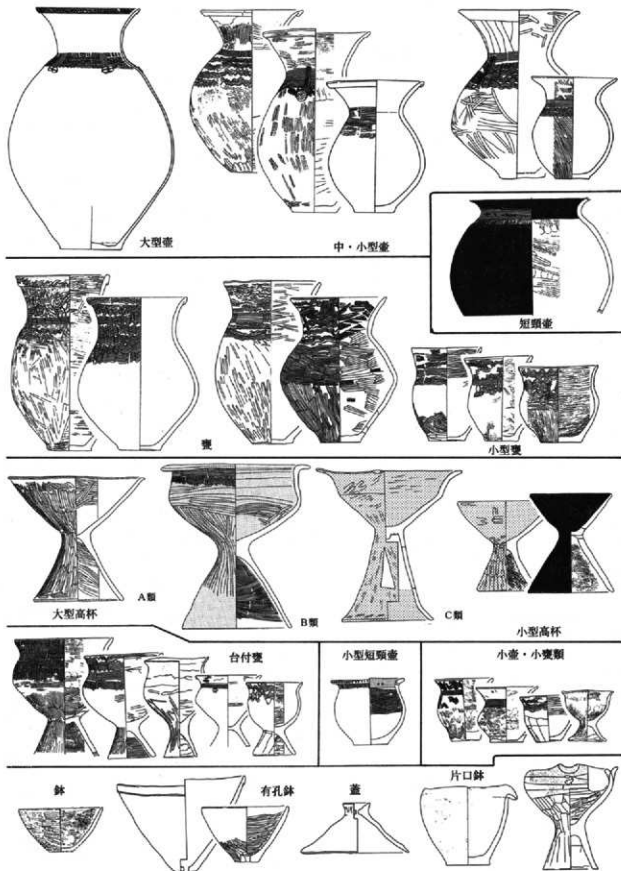 大型壺
中・小型壺
短頸壺
甕
小型甕
大型高杯
A類
B類
C類
小型高杯
台付甕
小型短頸壺
小壺・小甕類
鉢
有孔鉢
蓋
片口鉢